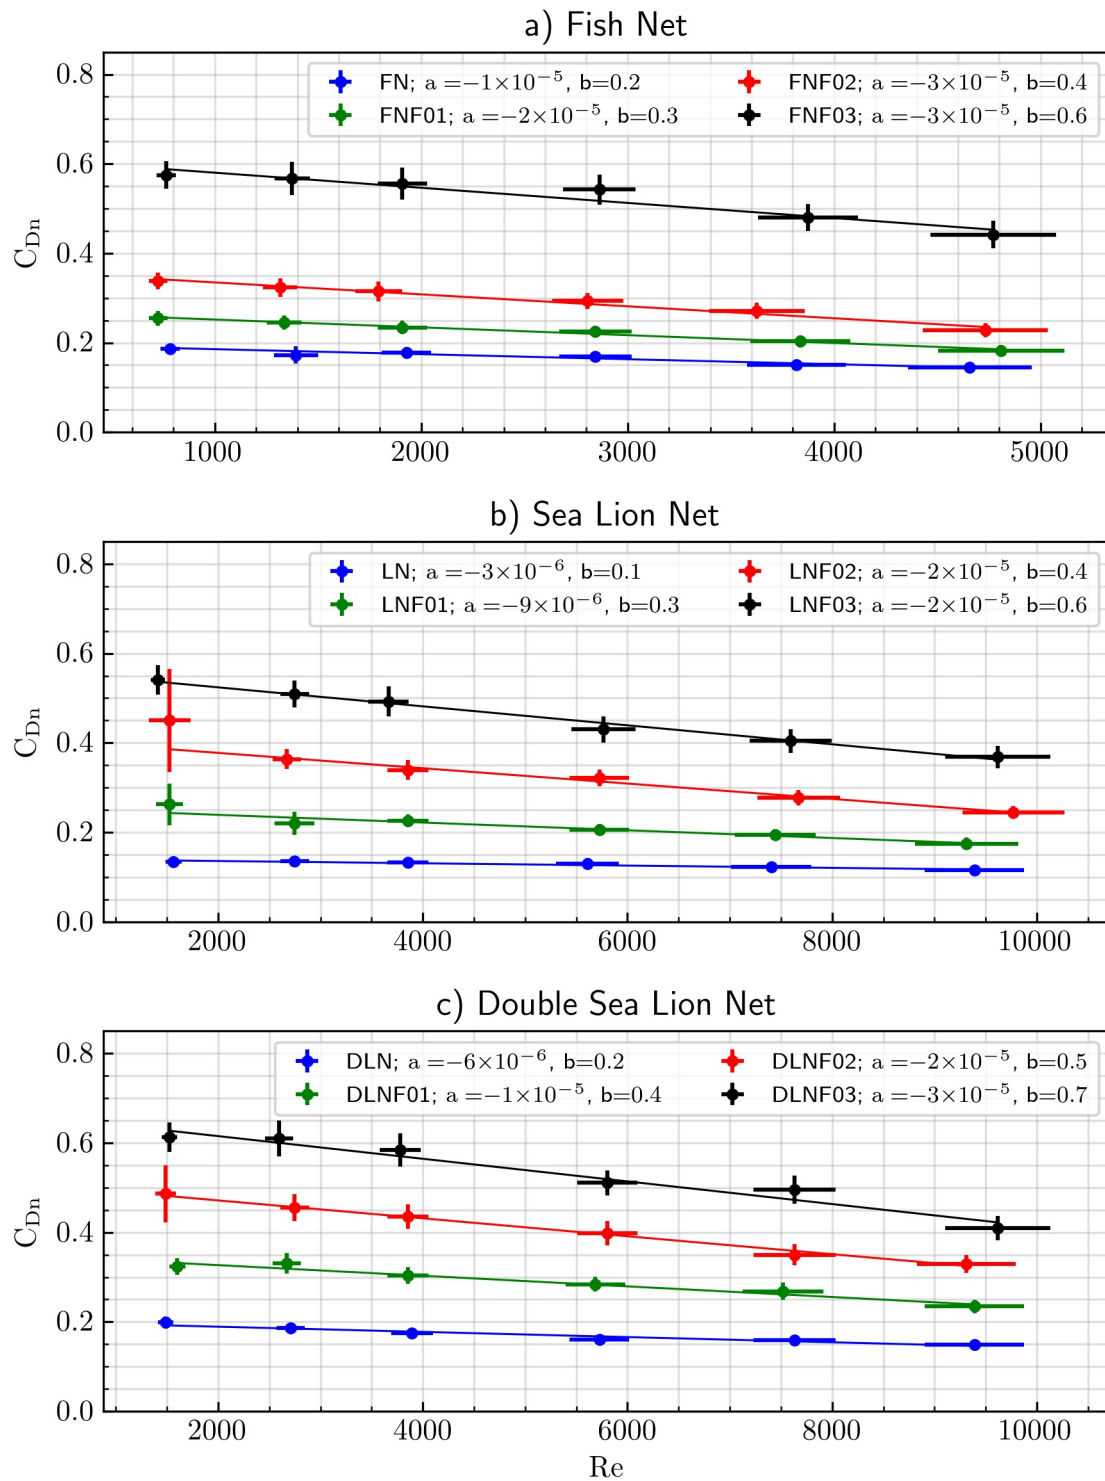 a) Fish Net
FN; a =−1×10⁻⁵, b=0.2
FNF01; a =−2×10⁻⁵, b=0.3
FNF02; a =−3×10⁻⁵, b=0.4
FNF03; a =−3×10⁻⁵, b=0.6
0.8
0.6
0.4
0.2
0.0
C_Dn
1000 2000 3000 4000 5000
b) Sea Lion Net
LN; a =−3×10⁻⁶, b=0.1
LNF01; a =−9×10⁻⁶, b=0.3
LNF02; a =−2×10⁻⁵, b=0.4
LNF03; a =−2×10⁻⁵, b=0.6
0.8
0.6
0.4
0.2
0.0
C_Dn
2000 4000 6000 8000 10000
c) Double Sea Lion Net
DLN; a =−6×10⁻⁶, b=0.2
DLNF01; a =−1×10⁻⁵, b=0.4
DLNF02; a =−2×10⁻⁵, b=0.5
DLNF03; a =−3×10⁻⁵, b=0.7
0.8
0.6
0.4
0.2
0.0
C_Dn
2000 4000 6000 8000 10000
Re